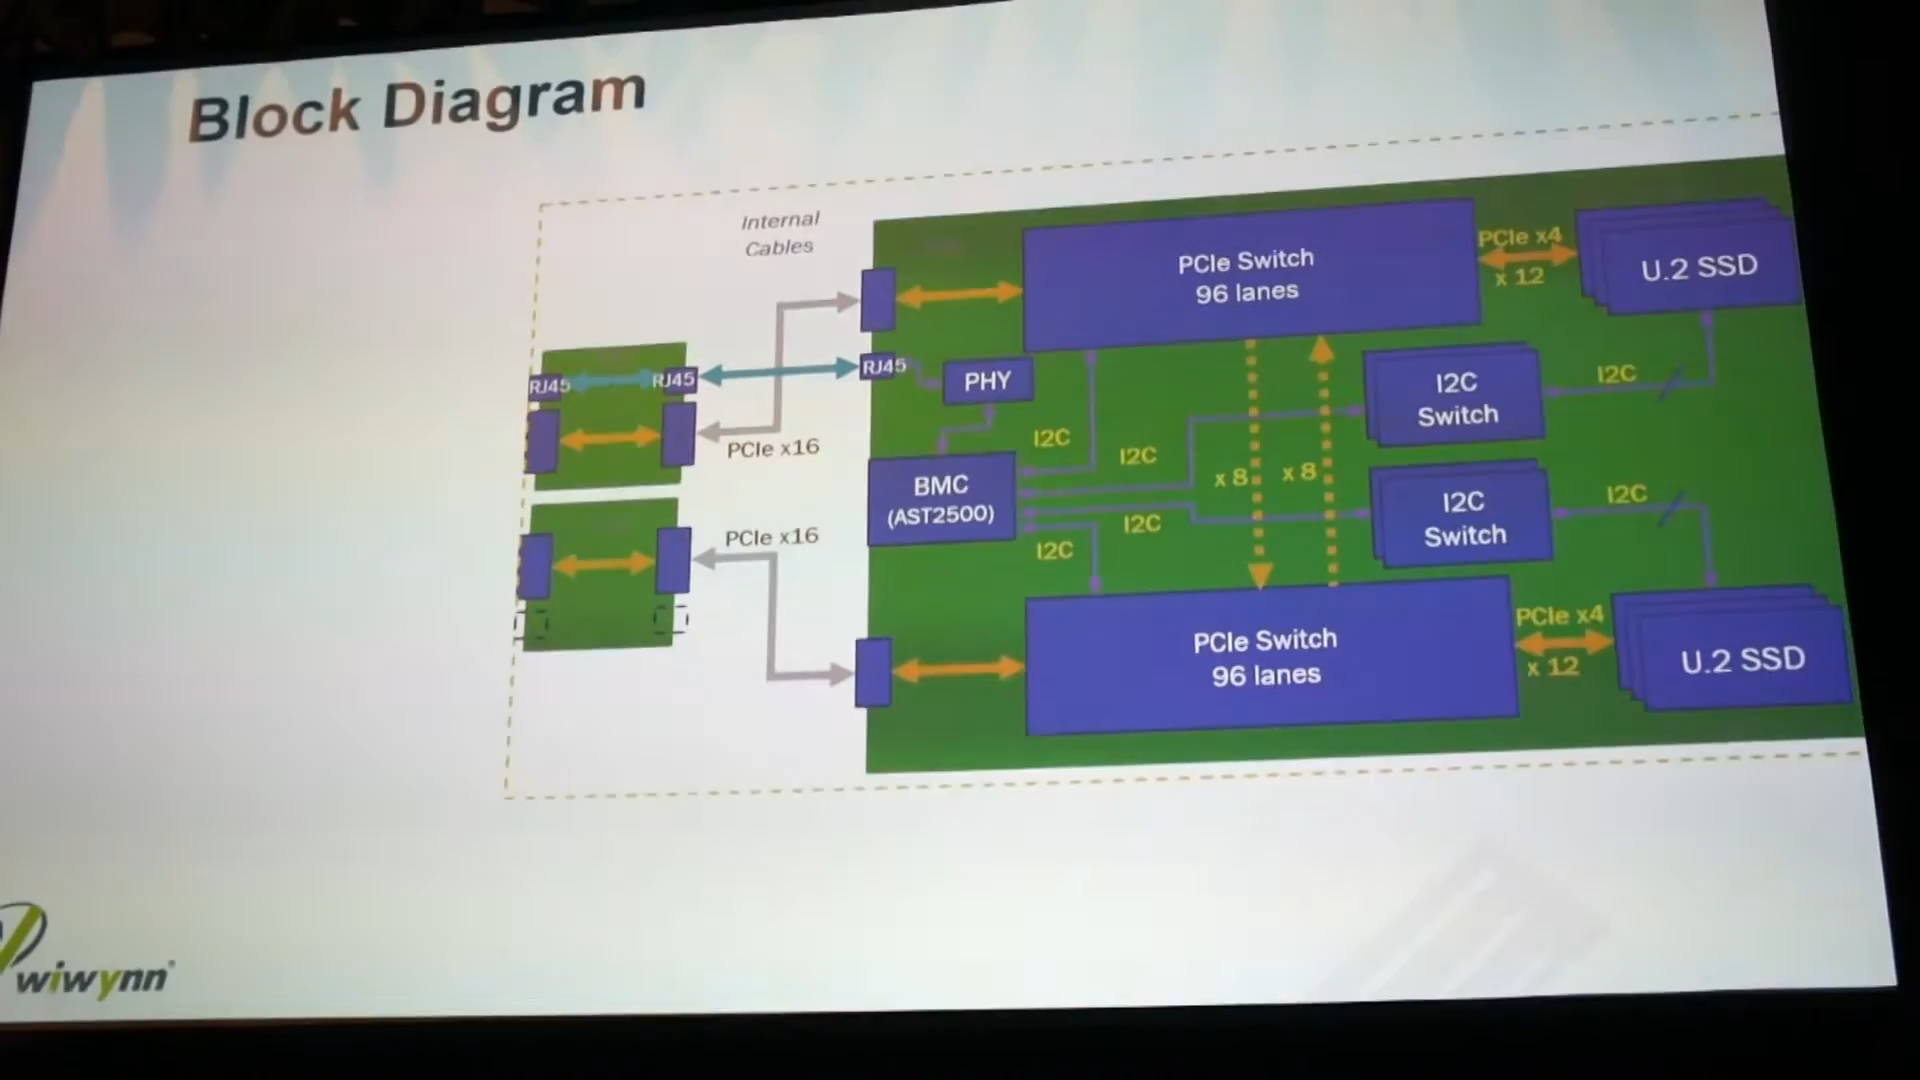 Block Diagram
Internal
Cables
PCIe Switch
96 lanes
PCIe x4
x 12
U.2 SSD
RJ45
RJ45
RJ45
PHY
I2C
Switch
I2C
PCIe x16
I2C
I2C
x 8
x 8
BMC
(AST2500)
I2C
Switch
I2C
PCIe x16
I2C
I2C
PCIe Switch
96 lanes
PCIe x4
x 12
U.2 SSD
wiwynn